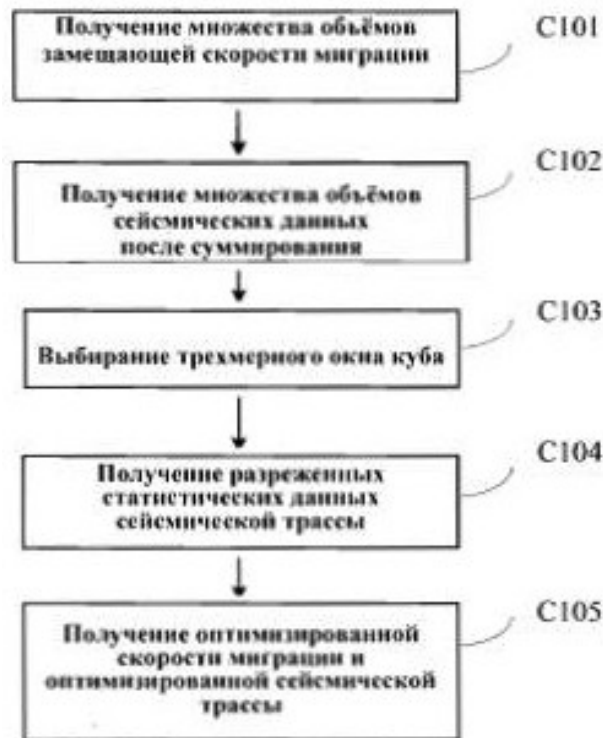 Получение множества объёмов
замещающей скорости миграции
C101
Получение множества объёмов
сейсмических данных
после суммирования
C102
Выбирание трехмерного окна куба
C103
Получение разреженных
статистических данных
сейсмической трассы
C104
Получение оптимизированной
скорости миграции и
оптимизированной сейсмической
трассы
C105